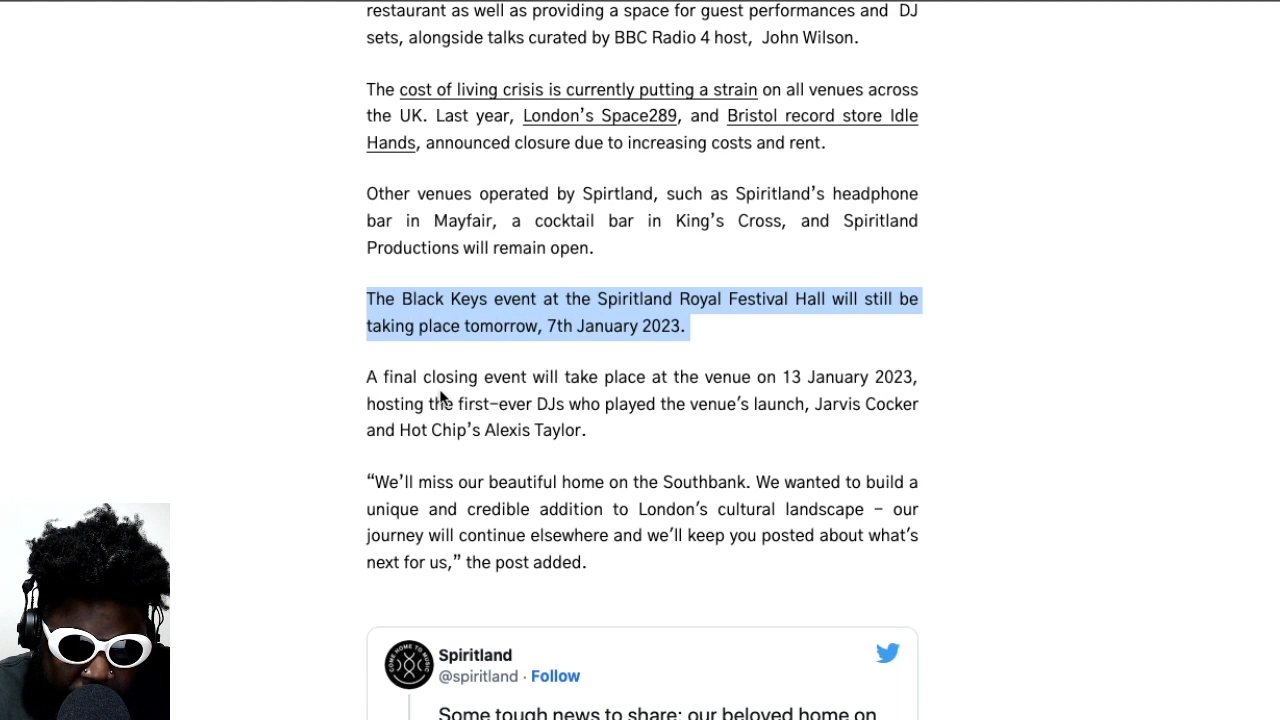 restaurant as well as providing a space for guest performances and DJ
sets, alongside talks curated by BBC Radio 4 host, John Wilson.
The cost of living crisis is currently putting a strain on all venues across
the UK. Last year, London’s Space289, and Bristol record store Idle
Hands, announced closure due to increasing costs and rent.
Other venues operated by Spirtland, such as Spiritland’s headphone
bar in Mayfair, a cocktail bar in King’s Cross, and Spiritland
Productions will remain open.
The Black Keys event at the Spiritland Royal Festival Hall will still be
taking place tomorrow, 7th January 2023.
A final closing event will take place at the venue on 13 January 2023,
hosting the first-ever DJs who played the venue’s launch, Jarvis Cocker
and Hot Chip’s Alexis Taylor.
“We’ll miss our beautiful home on the Southbank. We wanted to build a
unique and credible addition to London’s cultural landscape – our
journey will continue elsewhere and we’ll keep you posted about what’s
next for us,” the post added.
COME HOME TO MUSIC
Spiritland
@spiritland · Follow
Some tough news to share: our beloved home on